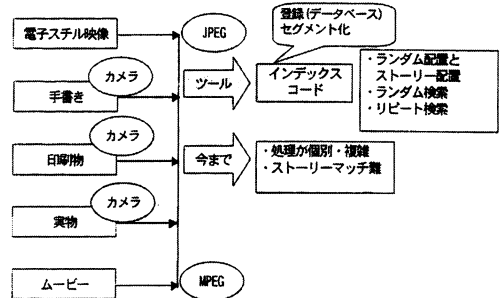 登録(データベース)
セグメント化
電子スチル映像
JPEG
カメラ
手書き
ツール
インデックス
コード
・ランダム配置と
ストーリー配置
・ランダム検索
・リピート検索
カメラ
印刷物
今まで
・処理が個別・複雑
・ストーリーマッチ難
カメラ
実物
ムービー
MPEG